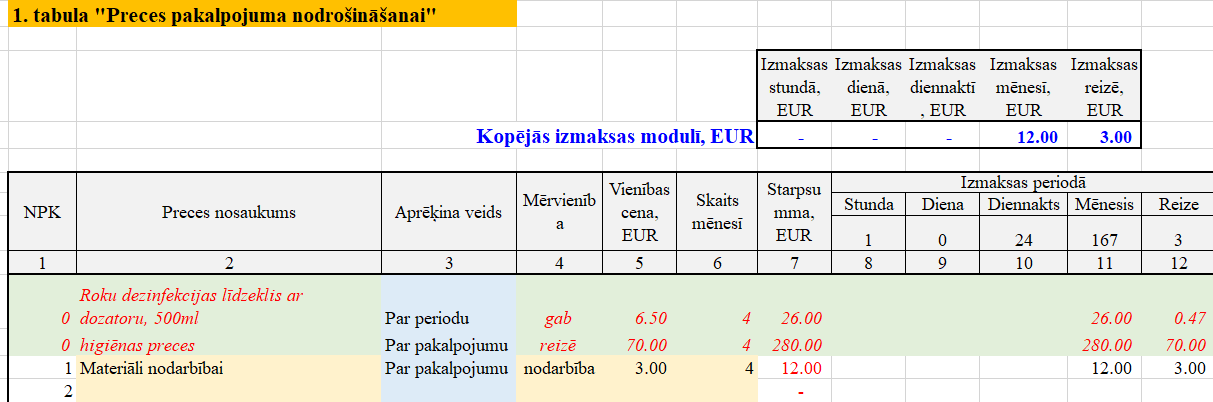 1. tabula "Preces pakalpojuma nodrošināšanai"
Izmaksas stundā, EUR Izmaksas dienā, EUR Izmaksas diennaktī , EUR Izmaksas mēnesī, EUR Izmaksas reizē, EUR
Kopējās izmaksas modulī, EUR - - - 12.00 3.00
NPK Preces nosaukums Aprēķina veids Mērvienīb a Vienības cena, EUR Skaits mēnesī Starpsu mma, EUR Izmaksas periodā
Stunda Diena Diennakts Mēnesis Reize
1 0 24 167 3
1 2 3 4 5 6 7 8 9 10 11 12
Roku dezinfekcijas līdzeklis ar
0 dozatoru, 500ml Par periodu gab 6.50 4 26.00 26.00 0.47
0 higiēnas preces Par pakalpojumu reizē 70.00 4 280.00 280.00 70.00
1 Materiāli nodarbībai Par pakalpojumu nodarbība 3.00 4 12.00 12.00 3.00
2 -